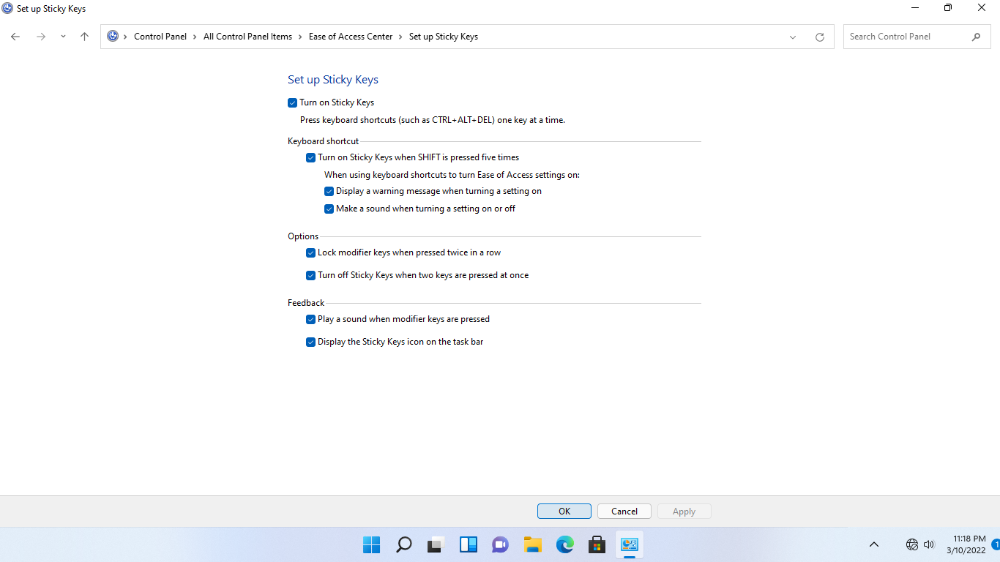 Set up Sticky Keys
Control Panel All Control Panel Items Ease of Access Center Set up Sticky Keys
Search Control Panel
Set up Sticky Keys
Turn on Sticky Keys
Press keyboard shortcuts (such as CTRL+ALT+DEL) one key at a time.
Keyboard shortcut
Turn on Sticky Keys when SHIFT is pressed five times
When using keyboard shortcuts to turn Ease of Access settings on:
Display a warning message when turning a setting on
Make a sound when turning a setting on or off
Options
Lock modifier keys when pressed twice in a row
Turn off Sticky Keys when two keys are pressed at once
Feedback
Play a sound when modifier keys are pressed
Display the Sticky Keys icon on the task bar
OK Cancel Apply
11:18 PM
3/10/2022
1